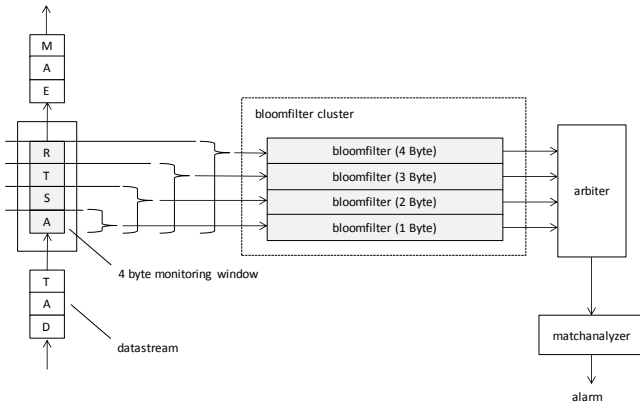 M
A
E
R
T
S
A
T
A
D
4 byte monitoring window
datastream
bloomfilter cluster
bloomfilter (4 Byte)
bloomfilter (3 Byte)
bloomfilter (2 Byte)
bloomfilter (1 Byte)
arbiter
matchanalyzer
alarm